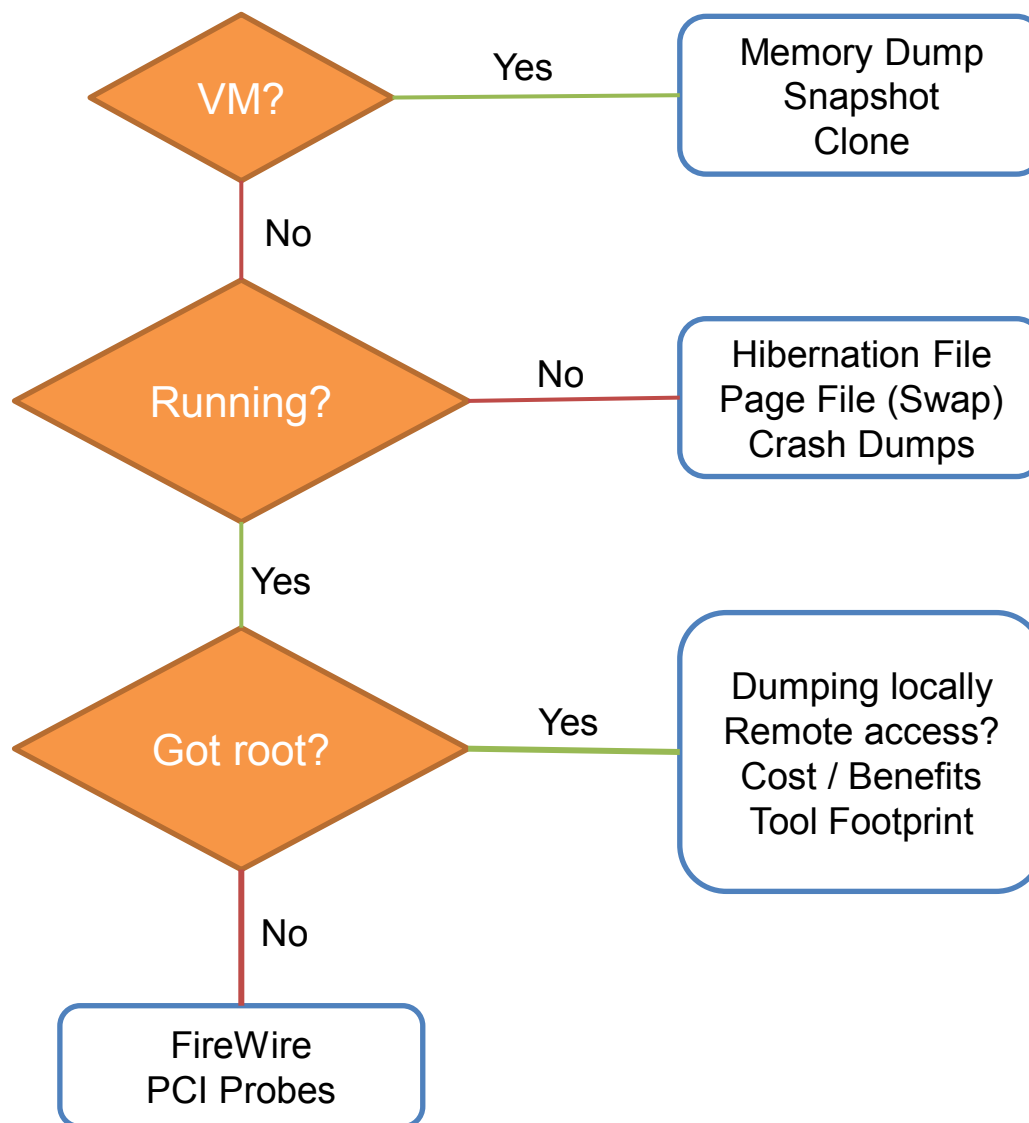 VM?
Yes
Memory Dump
Snapshot
Clone
No
Running?
No
Hibernation File
Page File (Swap)
Crash Dumps
Yes
Got root?
Yes
Dumping locally
Remote access?
Cost / Benefits
Tool Footprint
No
FireWire
PCI Probes